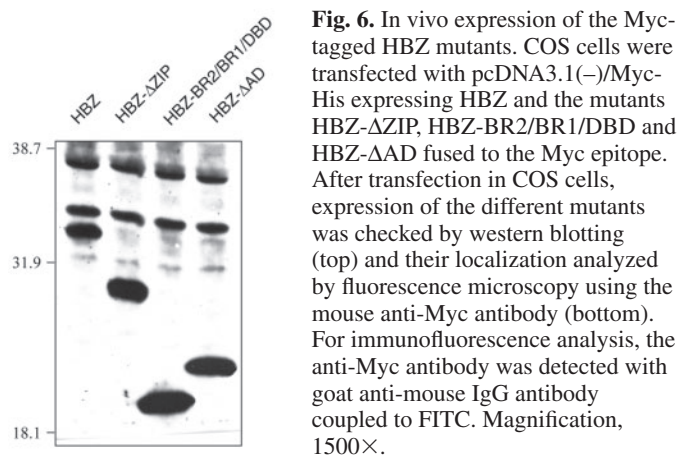 HBZ
HBZ-ΔZIP
HBZ-BR2/BR1/DBD
HBZ-ΔAD
38.7
31.9
18.1
Fig. 6. In vivo expression of the Myc-
tagged HBZ mutants. COS cells were
transfected with pcDNA3.1(–)/Myc-
His expressing HBZ and the mutants
HBZ-ΔZIP, HBZ-BR2/BR1/DBD and
HBZ-ΔAD fused to the Myc epitope.
After transfection in COS cells,
expression of the different mutants
was checked by western blotting
(top) and their localization analyzed
by fluorescence microscopy using the
mouse anti-Myc antibody (bottom).
For immunofluorescence analysis, the
anti-Myc antibody was detected with
goat anti-mouse IgG antibody
coupled to FITC. Magnification,
1500×.